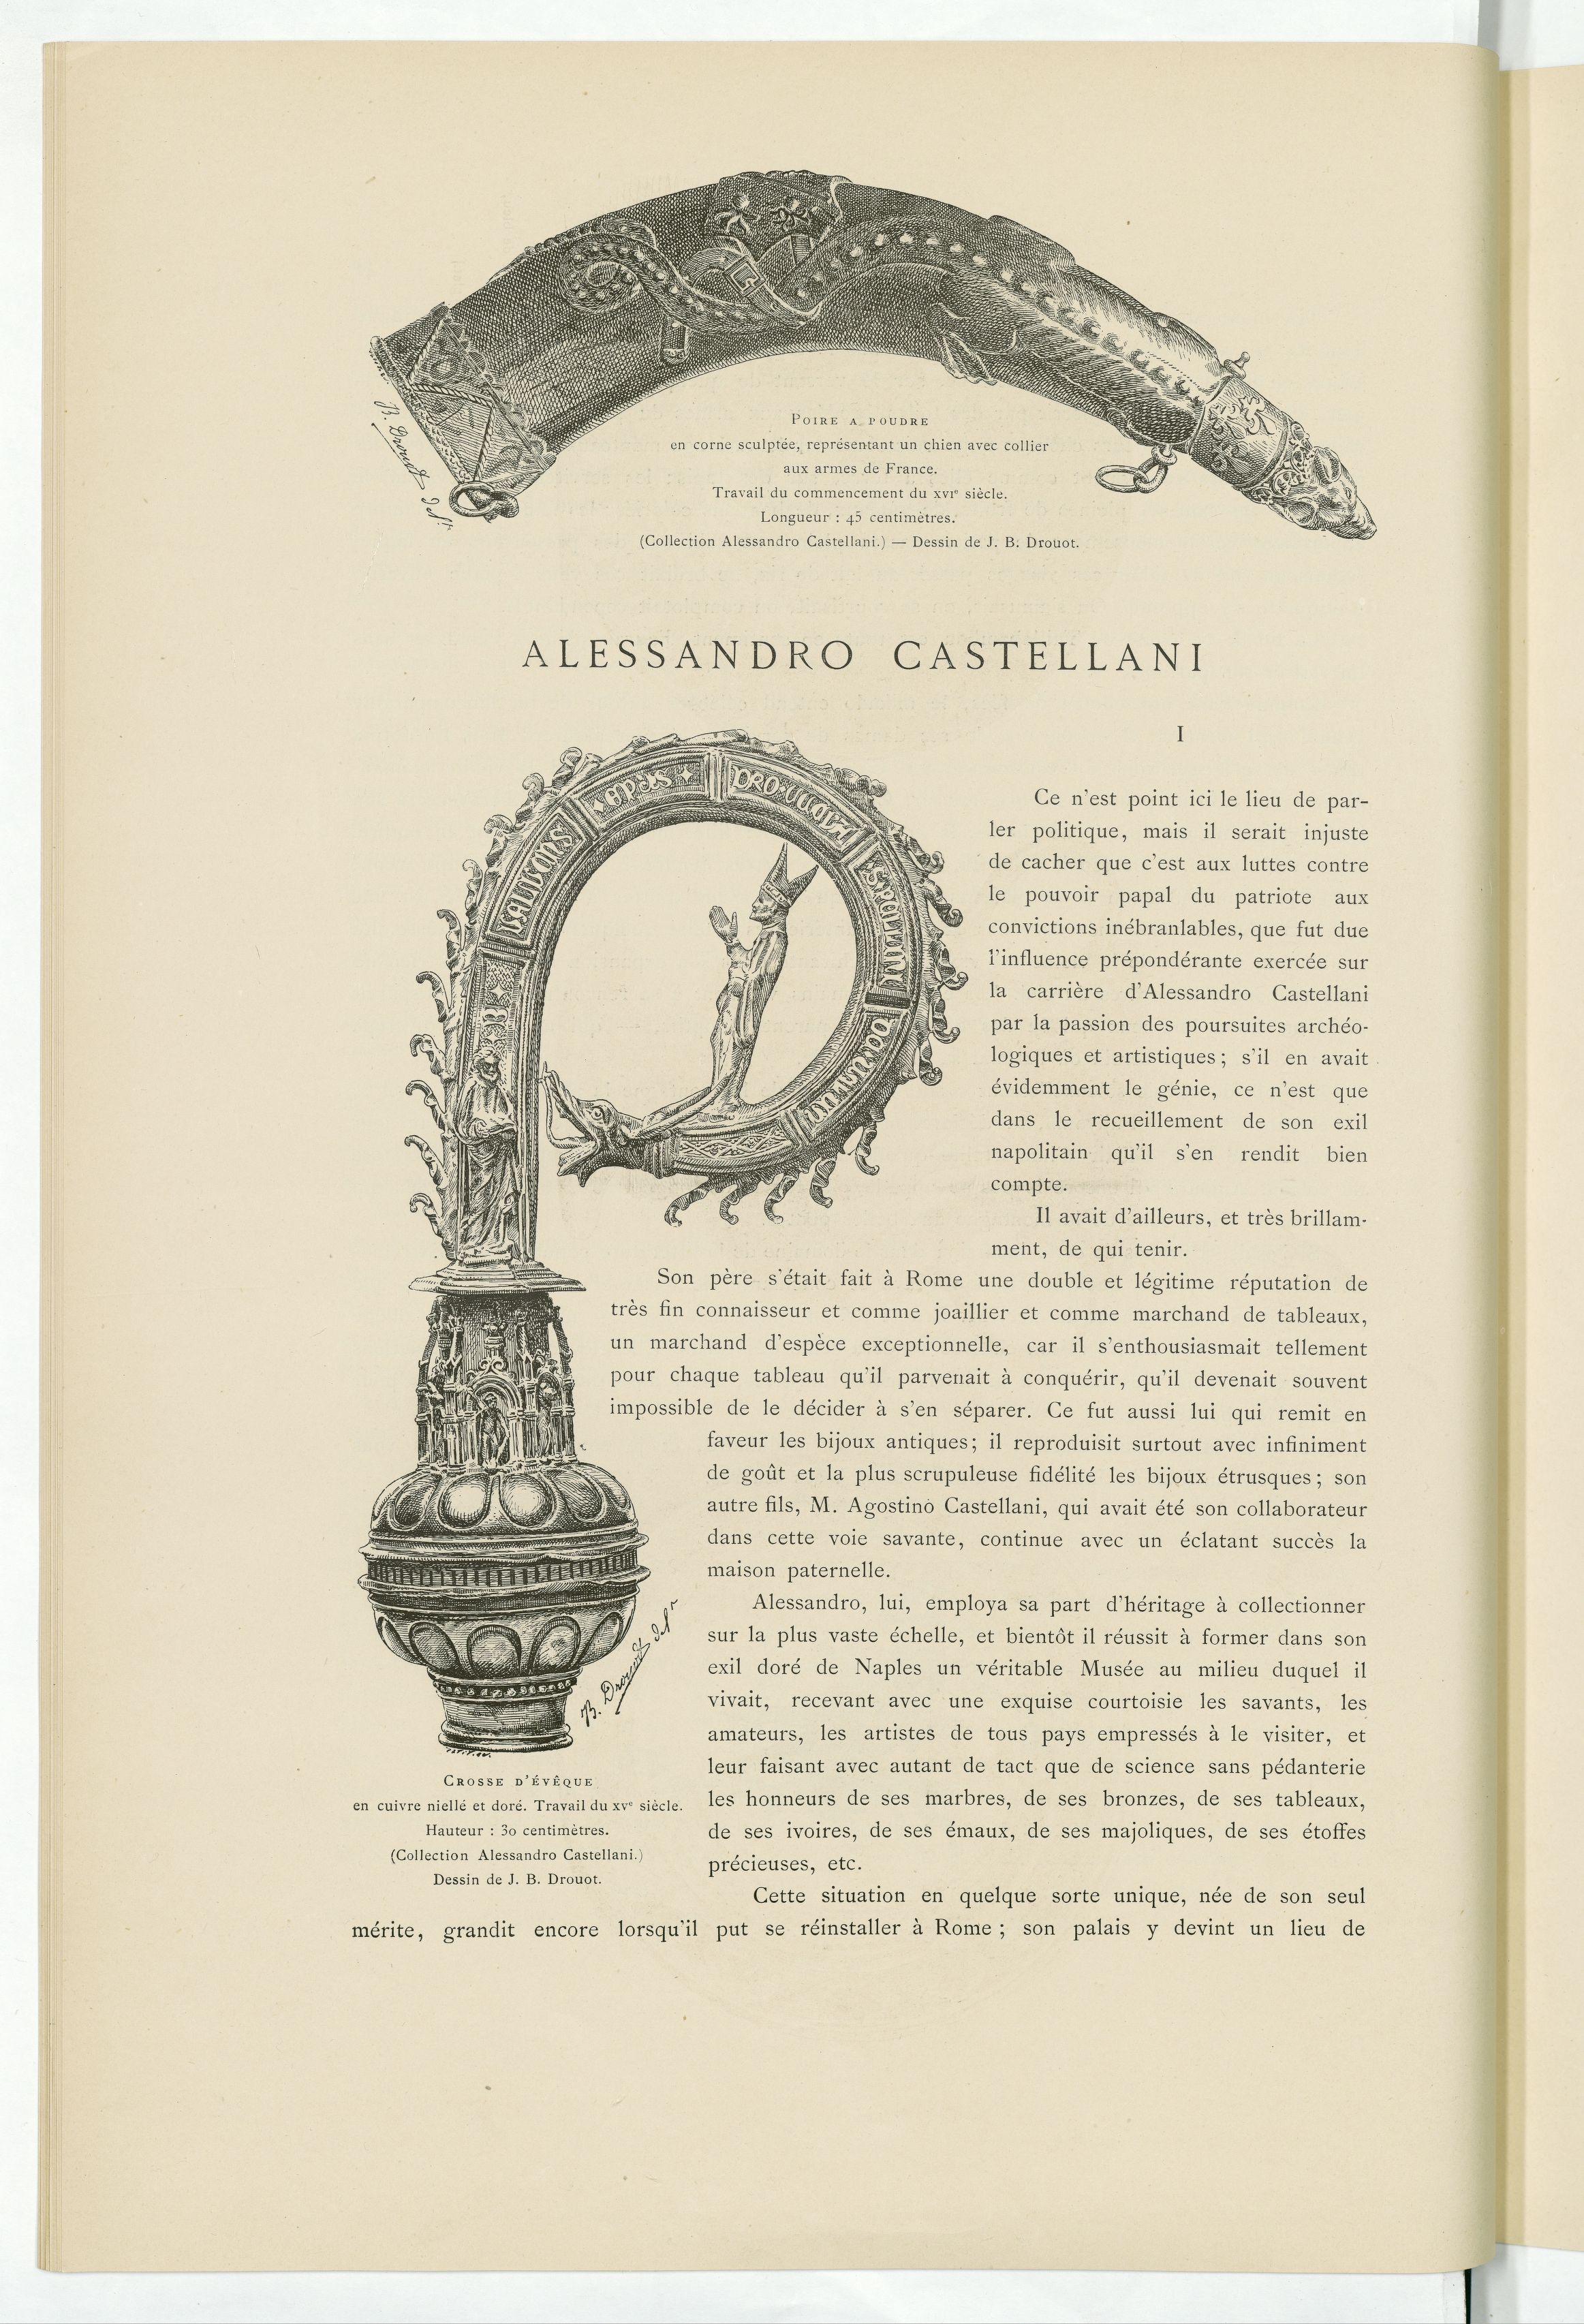 POIRE A POUDRE
en corne sculptée, représentant un chien avec collier
aux armes de France.
Travail du commencement du XVIe siècle.
Longueur : 45 centimètres.
(Collection Alessandro Castellani.) — Dessin de J. B. Drouot.
B. Drouot del.t
ALESSANDRO CASTELLANI
I
Ce n'est point ici le lieu de par-
ler politique, mais il serait injuste
de cacher que c'est aux luttes contre
le pouvoir papal du patriote aux
convictions inébranlables, que fut due
l'influence prépondérante exercée sur
la carrière d'Alessandro Castellani
par la passion des poursuites archéo-
logiques et artistiques; s'il en avait
évidemment le génie, ce n'est que
dans le recueillement de son exil
napolitain qu'il s'en rendit bien
compte.
Il avait d'ailleurs, et très brillam-
ment, de qui tenir.
Son père s'était fait à Rome une double et légitime réputation de
très fin connaisseur et comme joaillier et comme marchand de tableaux,
un marchand d'espèce exceptionnelle, car il s'enthousiasmait tellement
pour chaque tableau qu'il parvenait à conquérir, qu'il devenait souvent
impossible de le décider à s'en séparer. Ce fut aussi lui qui remit en
faveur les bijoux antiques; il reproduisit surtout avec infiniment
de goût et la plus scrupuleuse fidélité les bijoux étrusques; son
autre fils, M. Agostino Castellani, qui avait été son collaborateur
dans cette voie savante, continue avec un éclatant succès la
maison paternelle.
Alessandro, lui, employa sa part d'héritage à collectionner
sur la plus vaste échelle, et bientôt il réussit à former dans son
exil doré de Naples un véritable Musée au milieu duquel il
vivait, recevant avec une exquise courtoisie les savants, les
amateurs, les artistes de tous pays empressés à le visiter, et
leur faisant avec autant de tact que de science sans pédanterie
les honneurs de ses marbres, de ses bronzes, de ses tableaux,
de ses ivoires, de ses émaux, de ses majoliques, de ses étoffes
précieuses, etc.
B. Drouot del.t
CROSSE D'ÉVÊQUE
en cuivre niellé et doré. Travail du XVe siècle.
Hauteur : 30 centimètres.
(Collection Alessandro Castellani.)
Dessin de J. B. Drouot.
Cette situation en quelque sorte unique, née de son seul
mérite, grandit encore lorsqu'il put se réinstaller à Rome; son palais y devint un lieu de